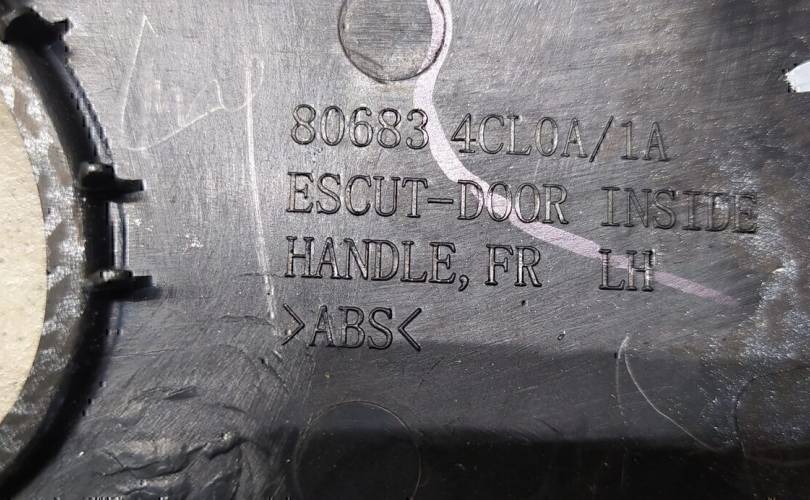 80683 4CL0A/1A
ESCUT-DOOR INSIDE
HANDLE, FR LH
>ABS<